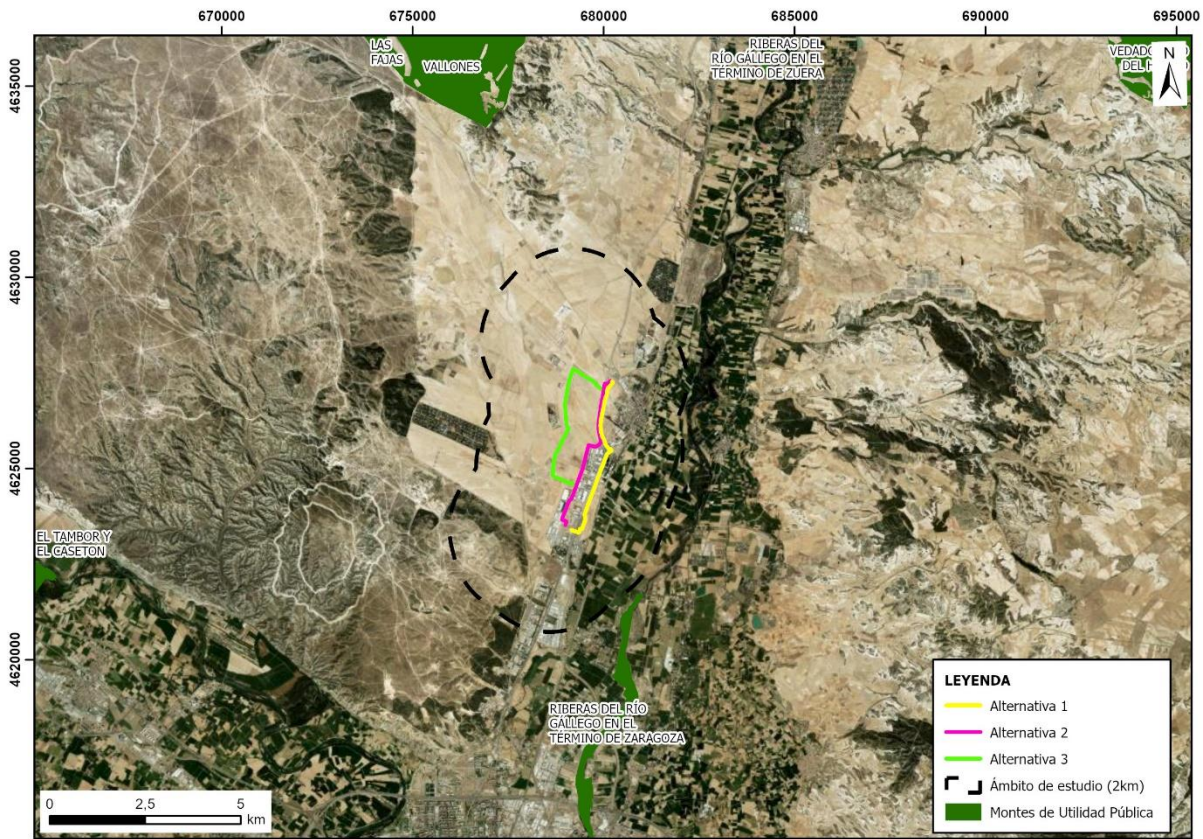 670000
675000
680000
685000
690000
695000
4635000
4630000
4625000
4620000
LAS
FAJAS
VALLONES
RIBERAS DEL
RÍO GÁLLEGO EN EL
TÉRMINO DE ZUERA
VEDADO
DEL
N
EL TAMBOR Y
EL CASETON
RIBERAS DEL RÍO
GÁLLEGO EN EL
TÉRMINO DE ZARAGOZA
LEYENDA
Alternativa 1
Alternativa 2
Alternativa 3
Ámbito de estudio (2km)
Montes de Utilidad Pública
0
2,5
5
km